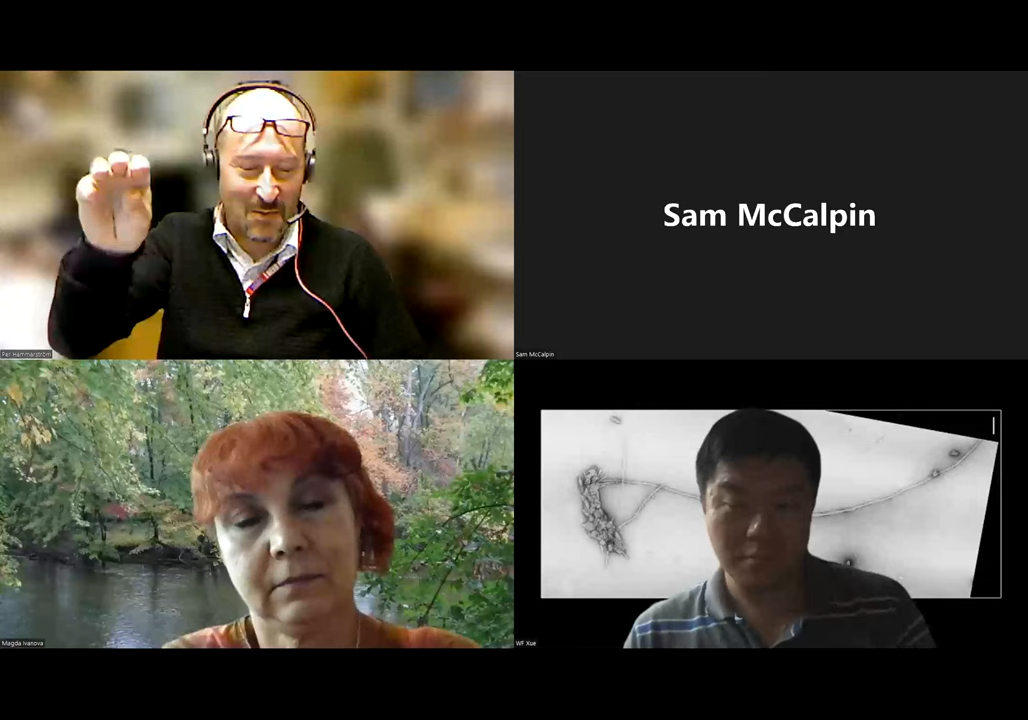 Sam McCalpin
Per Hammarström
Sam McCalpin
Magda Ivanova
WF Xue